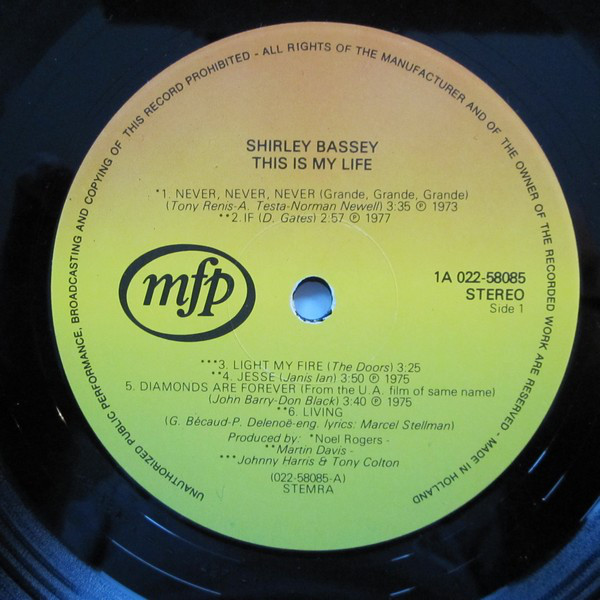 UNAUTHORIZED PUBLIC PERFORMANCE, BROADCASTING AND COPYING OF THIS RECORD PROHIBITED - ALL RIGHTS OF THE MANUFACTURER AND OF THE OWNER OF THE RECORDED WORK ARE RESERVED - MADE IN HOLLAND
SHIRLEY BASSEY
THIS IS MY LIFE
*1. NEVER, NEVER, NEVER (Grande, Grande, Grande)
(Tony Renis-A. Testa-Norman Newell) 3:35 ℗ 1973
**2. IF (D. Gates) 2:57 ℗ 1977
mfp
1A 022-58085
STEREO
Side 1
***3. LIGHT MY FIRE (The Doors) 3:25
**4. JESSE (Janis Ian) 3:50 ℗ 1975
5. DIAMONDS ARE FOREVER (From the U.A. film of same name)
(John Barry-Don Black) 3:40 ℗ 1975
**6. LIVING
(G. Bécaud-P. Delenoë-eng. lyrics: Marcel Stellman)
Produced by: *Noel Rogers -
**Martin Davis -
***Johnny Harris & Tony Colton
(022-58085-A)
STEMRA